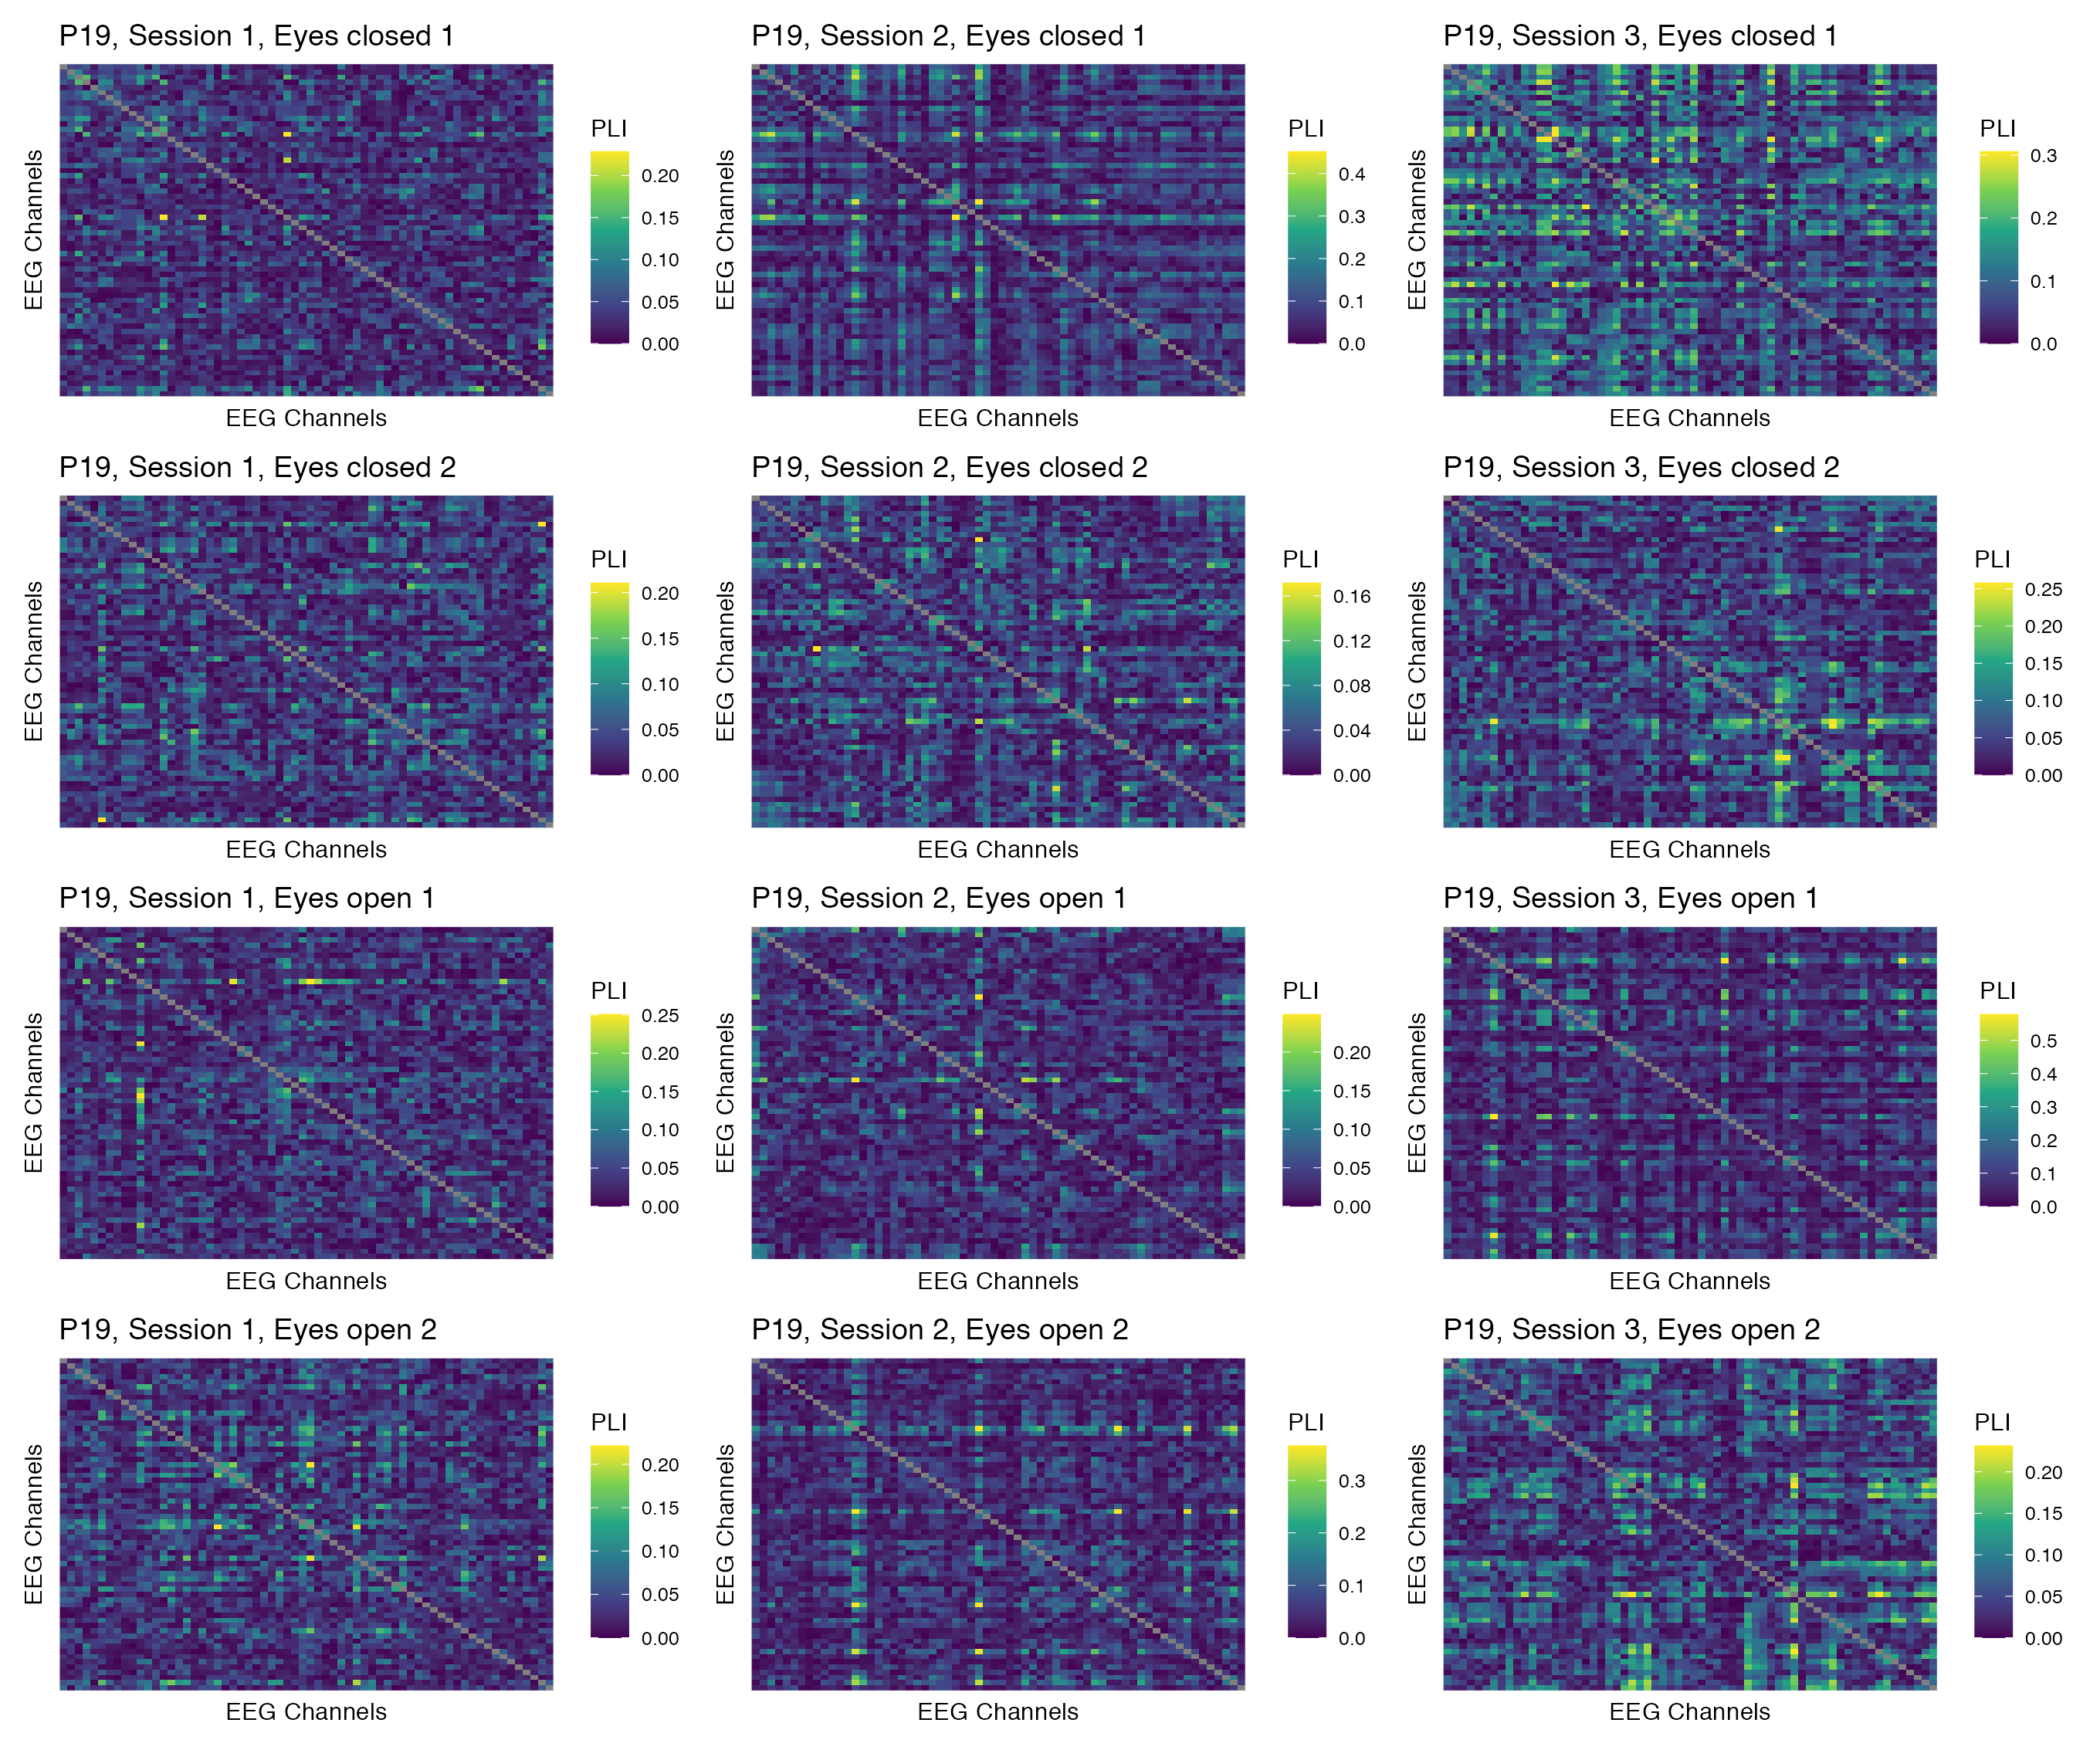 P19, Session 1, Eyes closed 1
EEG Channels
EEG Channels
PLI
0.20
0.15
0.10
0.05
0.00
P19, Session 2, Eyes closed 1
EEG Channels
EEG Channels
PLI
0.4
0.3
0.2
0.1
0.0
P19, Session 3, Eyes closed 1
EEG Channels
EEG Channels
PLI
0.3
0.2
0.1
0.0
P19, Session 1, Eyes closed 2
EEG Channels
EEG Channels
PLI
0.20
0.15
0.10
0.05
0.00
P19, Session 2, Eyes closed 2
EEG Channels
EEG Channels
PLI
0.16
0.12
0.08
0.04
0.00
P19, Session 3, Eyes closed 2
EEG Channels
EEG Channels
PLI
0.25
0.20
0.15
0.10
0.05
0.00
P19, Session 1, Eyes open 1
EEG Channels
EEG Channels
PLI
0.25
0.20
0.15
0.10
0.05
0.00
P19, Session 2, Eyes open 1
EEG Channels
EEG Channels
PLI
0.20
0.15
0.10
0.05
0.00
P19, Session 3, Eyes open 1
EEG Channels
EEG Channels
PLI
0.5
0.4
0.3
0.2
0.1
0.0
P19, Session 1, Eyes open 2
EEG Channels
EEG Channels
PLI
0.20
0.15
0.10
0.05
0.00
P19, Session 2, Eyes open 2
EEG Channels
EEG Channels
PLI
0.3
0.2
0.1
0.0
P19, Session 3, Eyes open 2
EEG Channels
EEG Channels
PLI
0.20
0.15
0.10
0.05
0.00